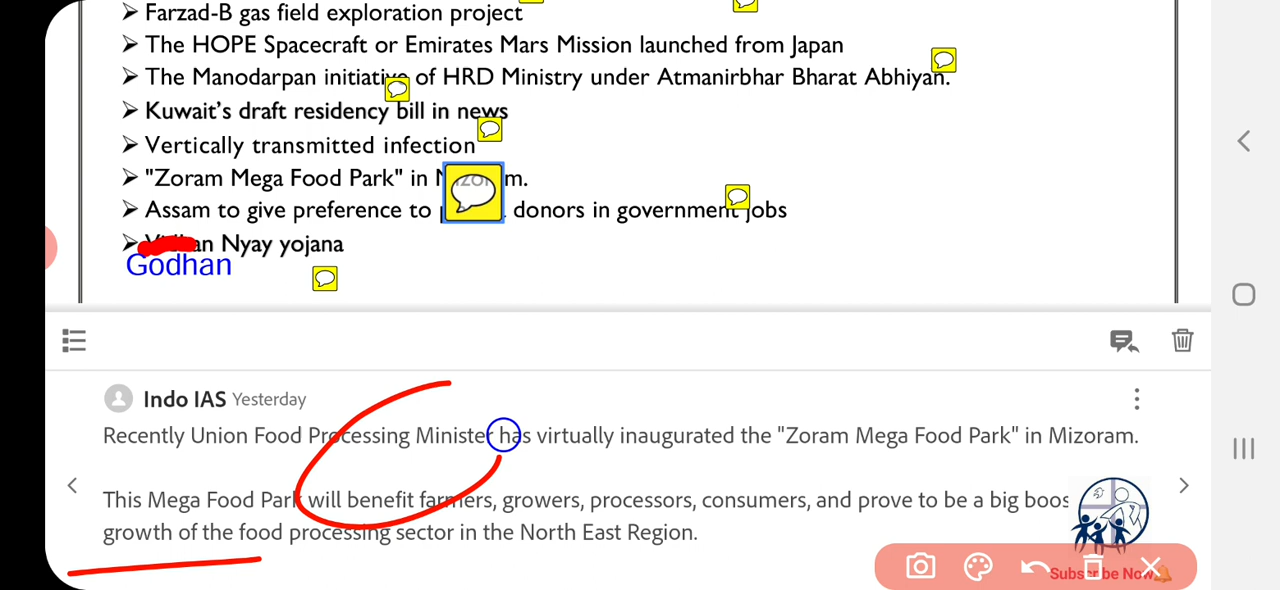 ➤ Farzad-B gas field exploration project
➤ The HOPE Spacecraft or Emirates Mars Mission launched from Japan
➤ The Manodarpan initiative of HRD Ministry under Atmanirbhar Bharat Abhiyan.
➤ Kuwait's draft residency bill in news
➤ Vertically transmitted infection
➤ "Zoram Mega Food Park" in Mizoram.
➤ Assam to give preference to donors in government jobs
➤ Nyay yojana
Godhan
Indo IAS Yesterday
Recently Union Food Processing Minister has virtually inaugurated the "Zoram Mega Food Park" in Mizoram.
This Mega Food Park will benefit farmers, growers, processors, consumers, and prove to be a big boos
growth of the food processing sector in the North East Region.
Subscribe Now